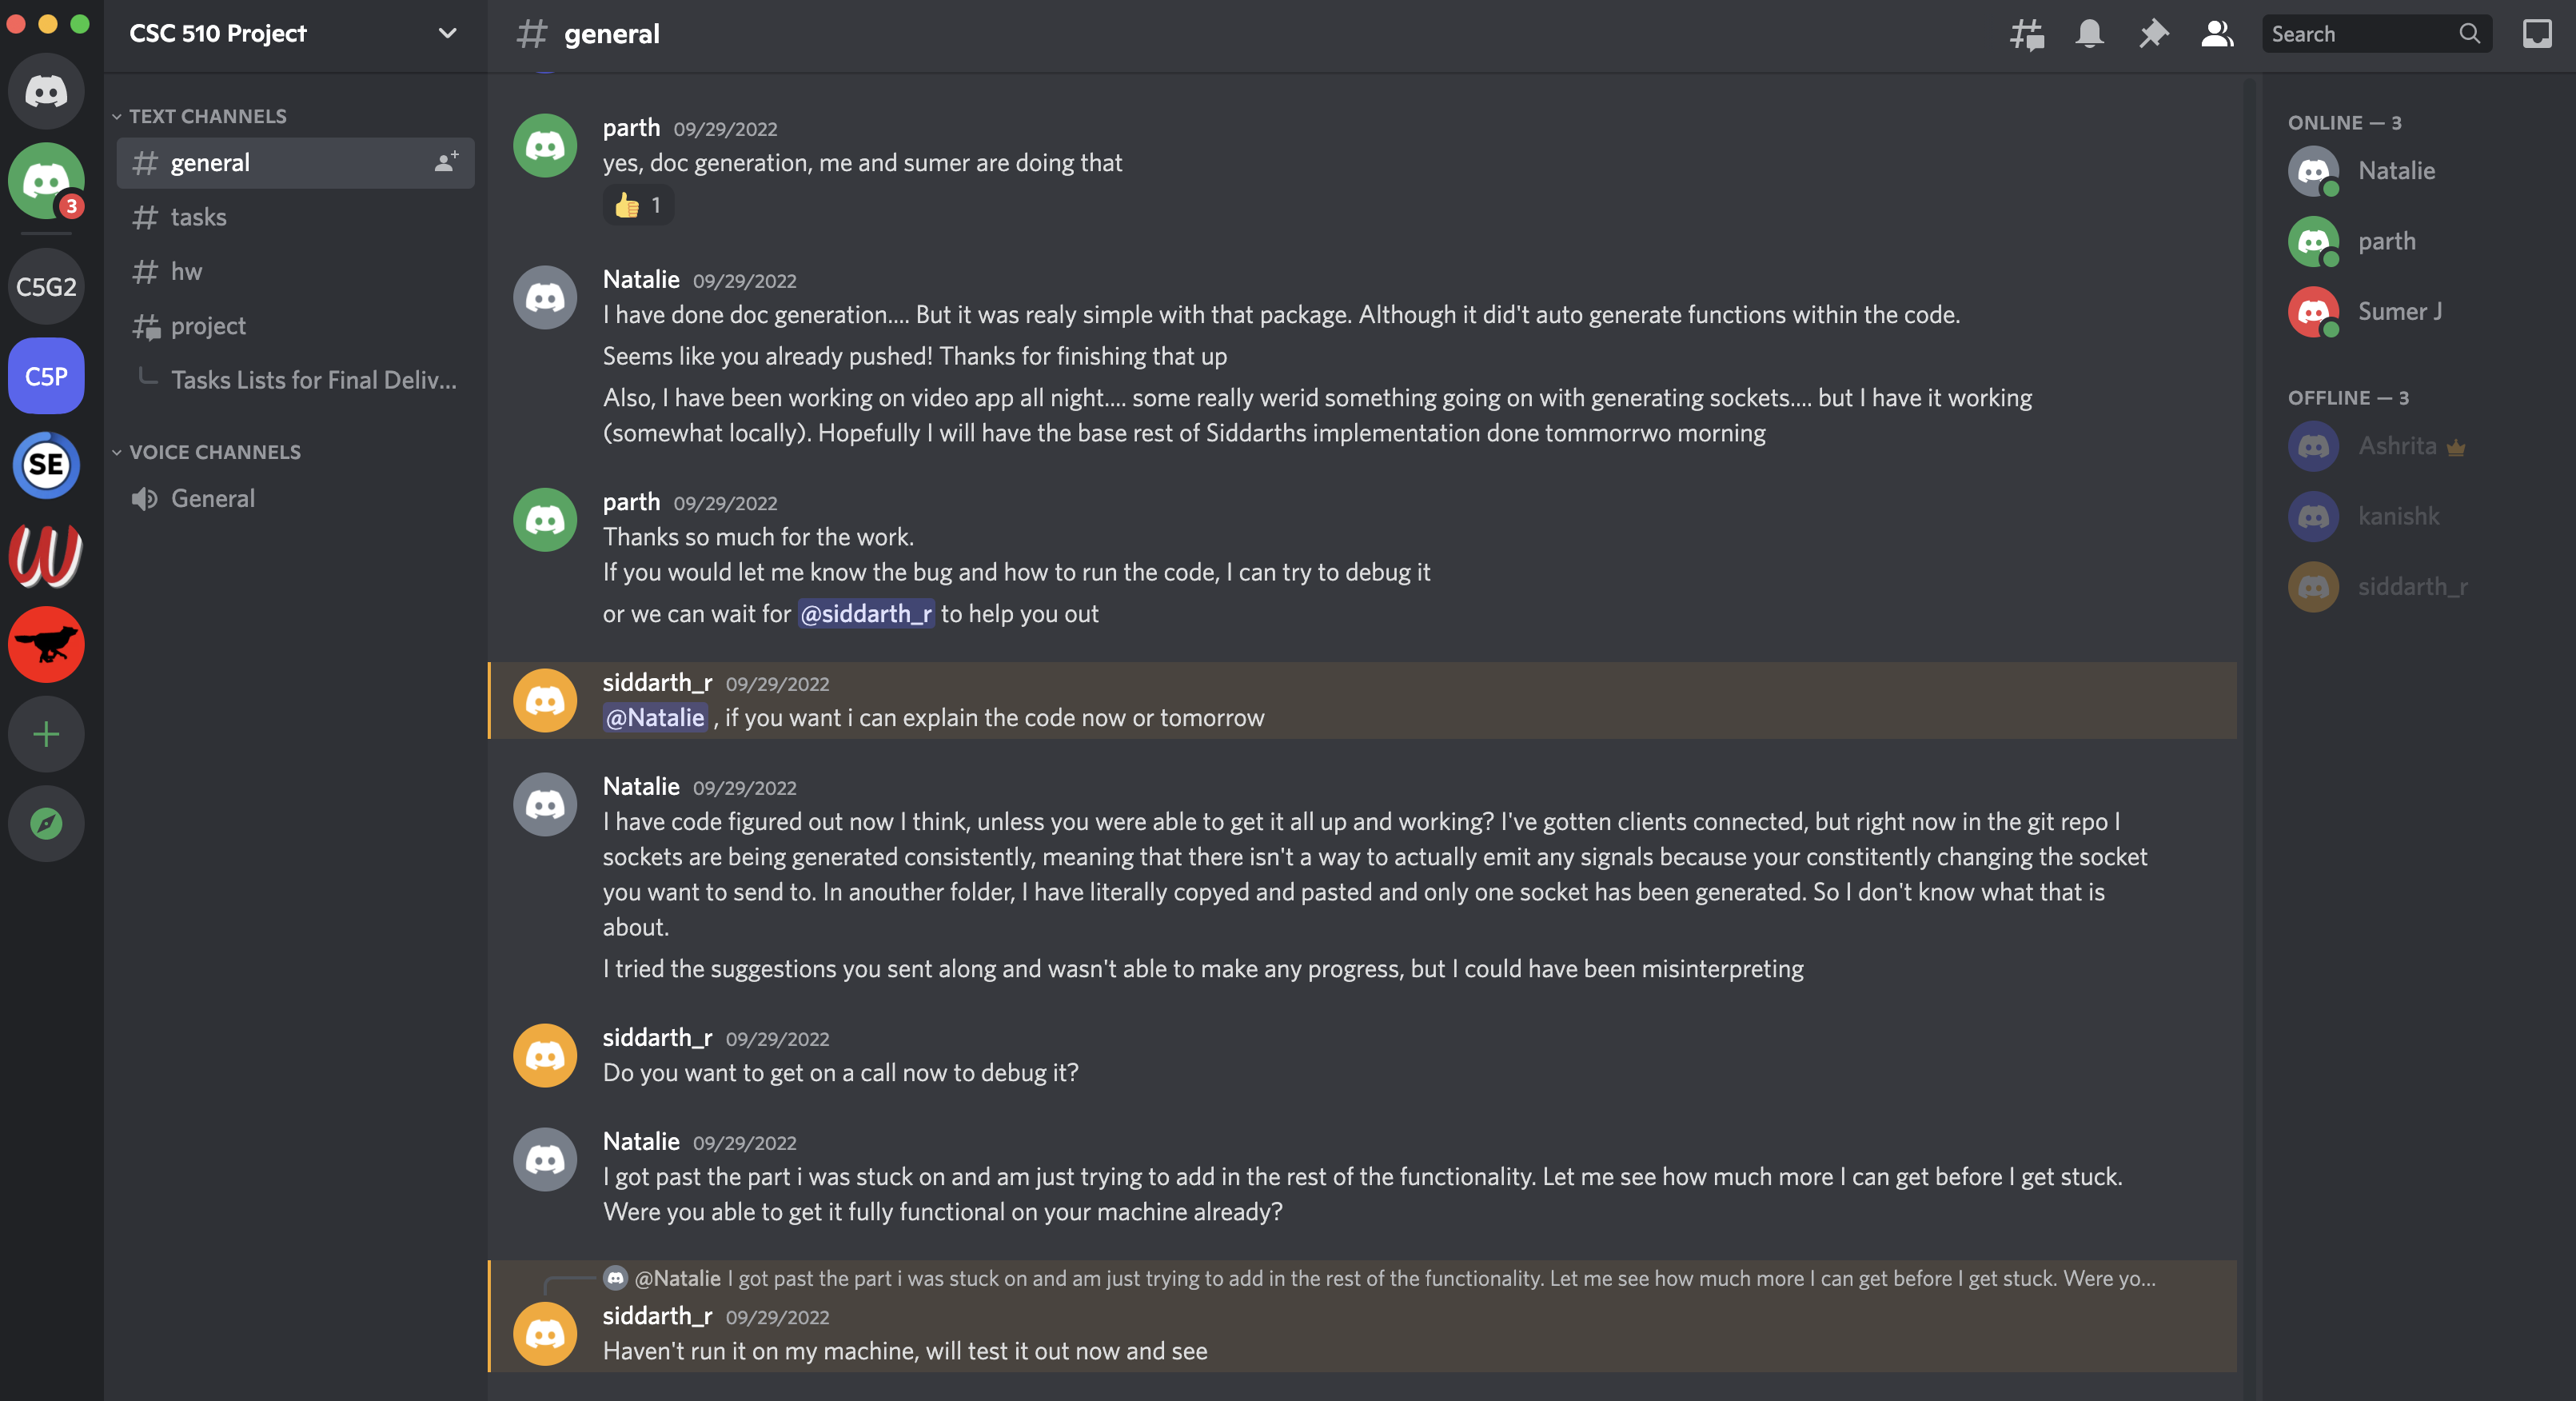 CSC 510 Project
general
Search
3
C5G2
C5P
SE
W
TEXT CHANNELS
general
tasks
hw
project
Tasks Lists for Final Deliv...
VOICE CHANNELS
General
parth 09/29/2022
yes, doc generation, me and sumer are doing that
👍 1
Natalie 09/29/2022
I have done doc generation.... But it was realy simple with that package. Although it did't auto generate functions within the code.
Seems like you already pushed! Thanks for finishing that up
Also, I have been working on video app all night.... some really werid something going on with generating sockets.... but I have it working
(somewhat locally). Hopefully I will have the base rest of Siddarths implementation done tommorrwo morning
parth 09/29/2022
Thanks so much for the work.
If you would let me know the bug and how to run the code, I can try to debug it
or we can wait for @siddarth_r to help you out
siddarth_r 09/29/2022
@Natalie , if you want i can explain the code now or tomorrow
Natalie 09/29/2022
I have code figured out now I think, unless you were able to get it all up and working? I've gotten clients connected, but right now in the git repo I
sockets are being generated consistently, meaning that there isn't a way to actually emit any signals because your constitently changing the socket
you want to send to. In anouther folder, I have literally copyed and pasted and only one socket has been generated. So I don't know what that is
about.
I tried the suggestions you sent along and wasn't able to make any progress, but I could have been misinterpreting
siddarth_r 09/29/2022
Do you want to get on a call now to debug it?
Natalie 09/29/2022
I got past the part i was stuck on and am just trying to add in the rest of the functionality. Let me see how much more I can get before I get stuck.
Were you able to get it fully functional on your machine already?
@Natalie I got past the part i was stuck on and am just trying to add in the rest of the functionality. Let me see how much more I can get before I get stuck. Were yo...
siddarth_r 09/29/2022
Haven't run it on my machine, will test it out now and see
ONLINE — 3
Natalie
parth
Sumer J
OFFLINE — 3
Ashrita
kanishk
siddarth_r